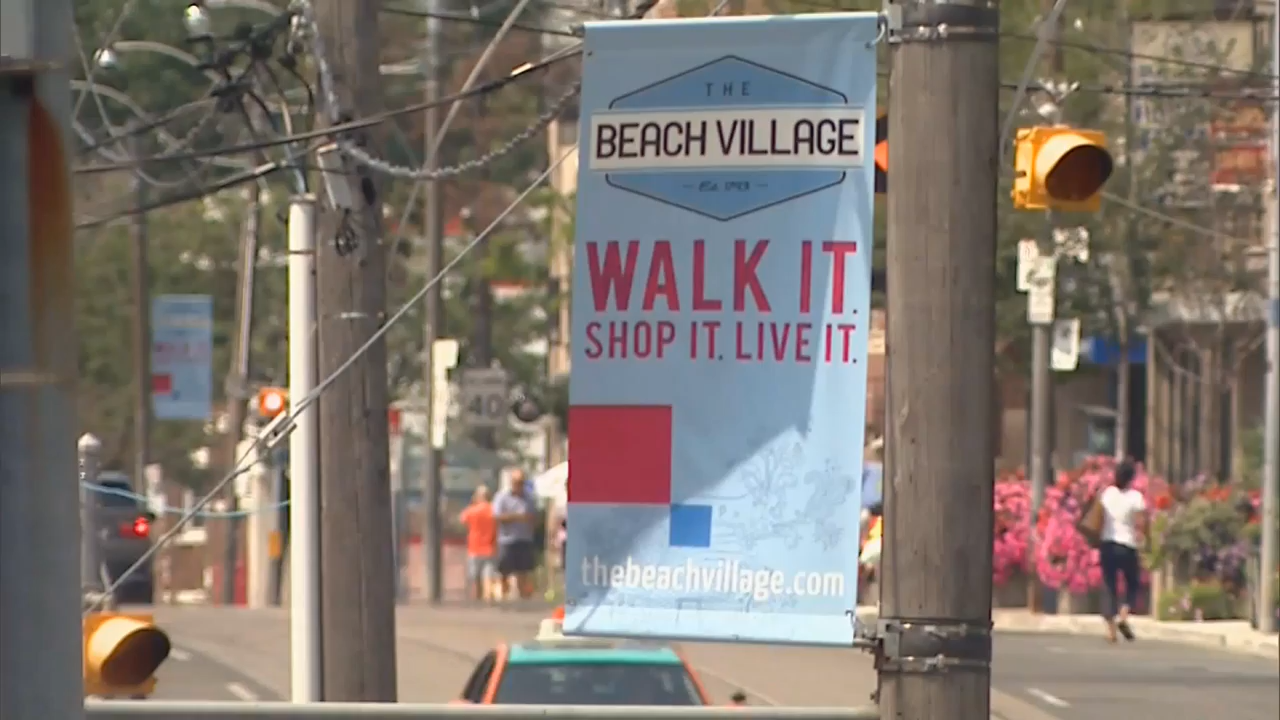 THE
BEACH VILLAGE
WALK IT.
SHOP IT. LIVE IT.
thebeachvillage.com
40